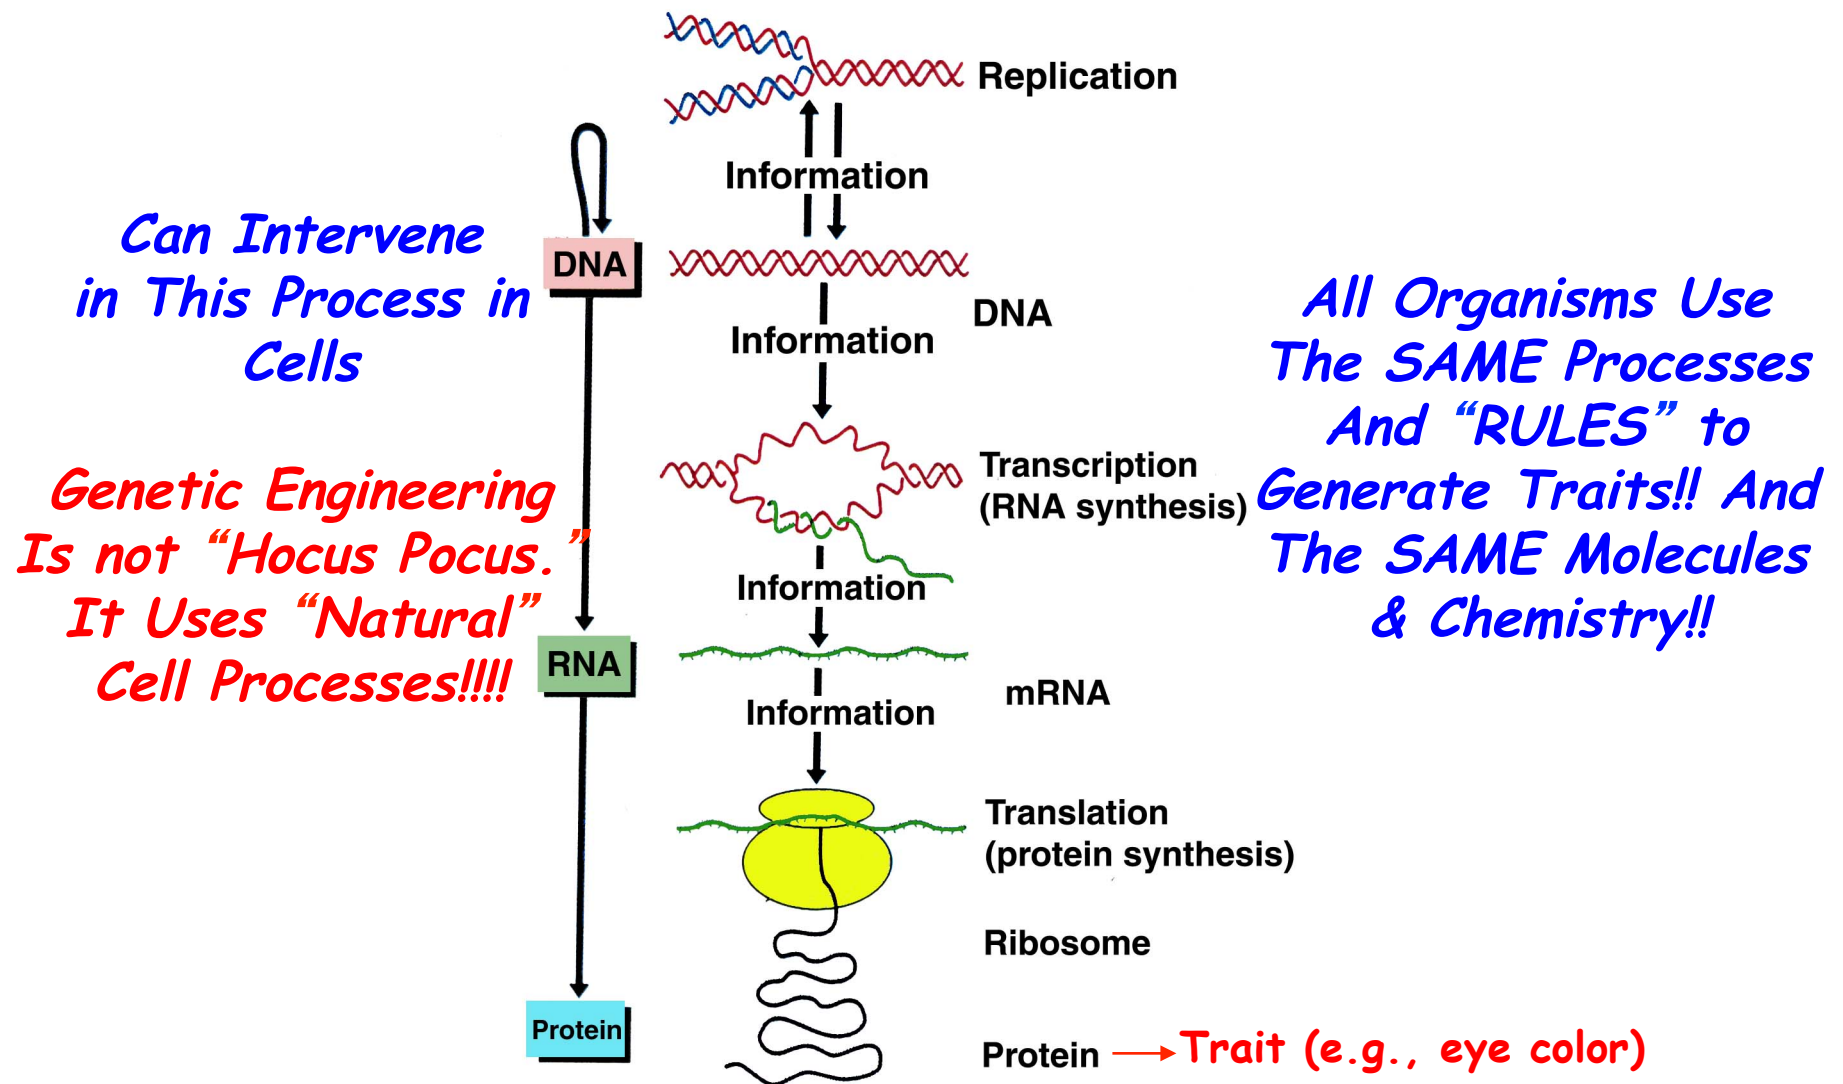 Replication
Information
Can Intervene
in This Process in
Cells
DNA
DNA
Information
All Organisms Use
The SAME Processes
And “RULES” to
Generate Traits!! And
The SAME Molecules
& Chemistry!!
Genetic Engineering
Is not “Hocus Pocus.”
It Uses “Natural”
Cell Processes!!!!
Transcription
(RNA synthesis)
Information
RNA
mRNA
Information
Translation
(protein synthesis)
Ribosome
Protein
Protein
Trait (e.g., eye color)